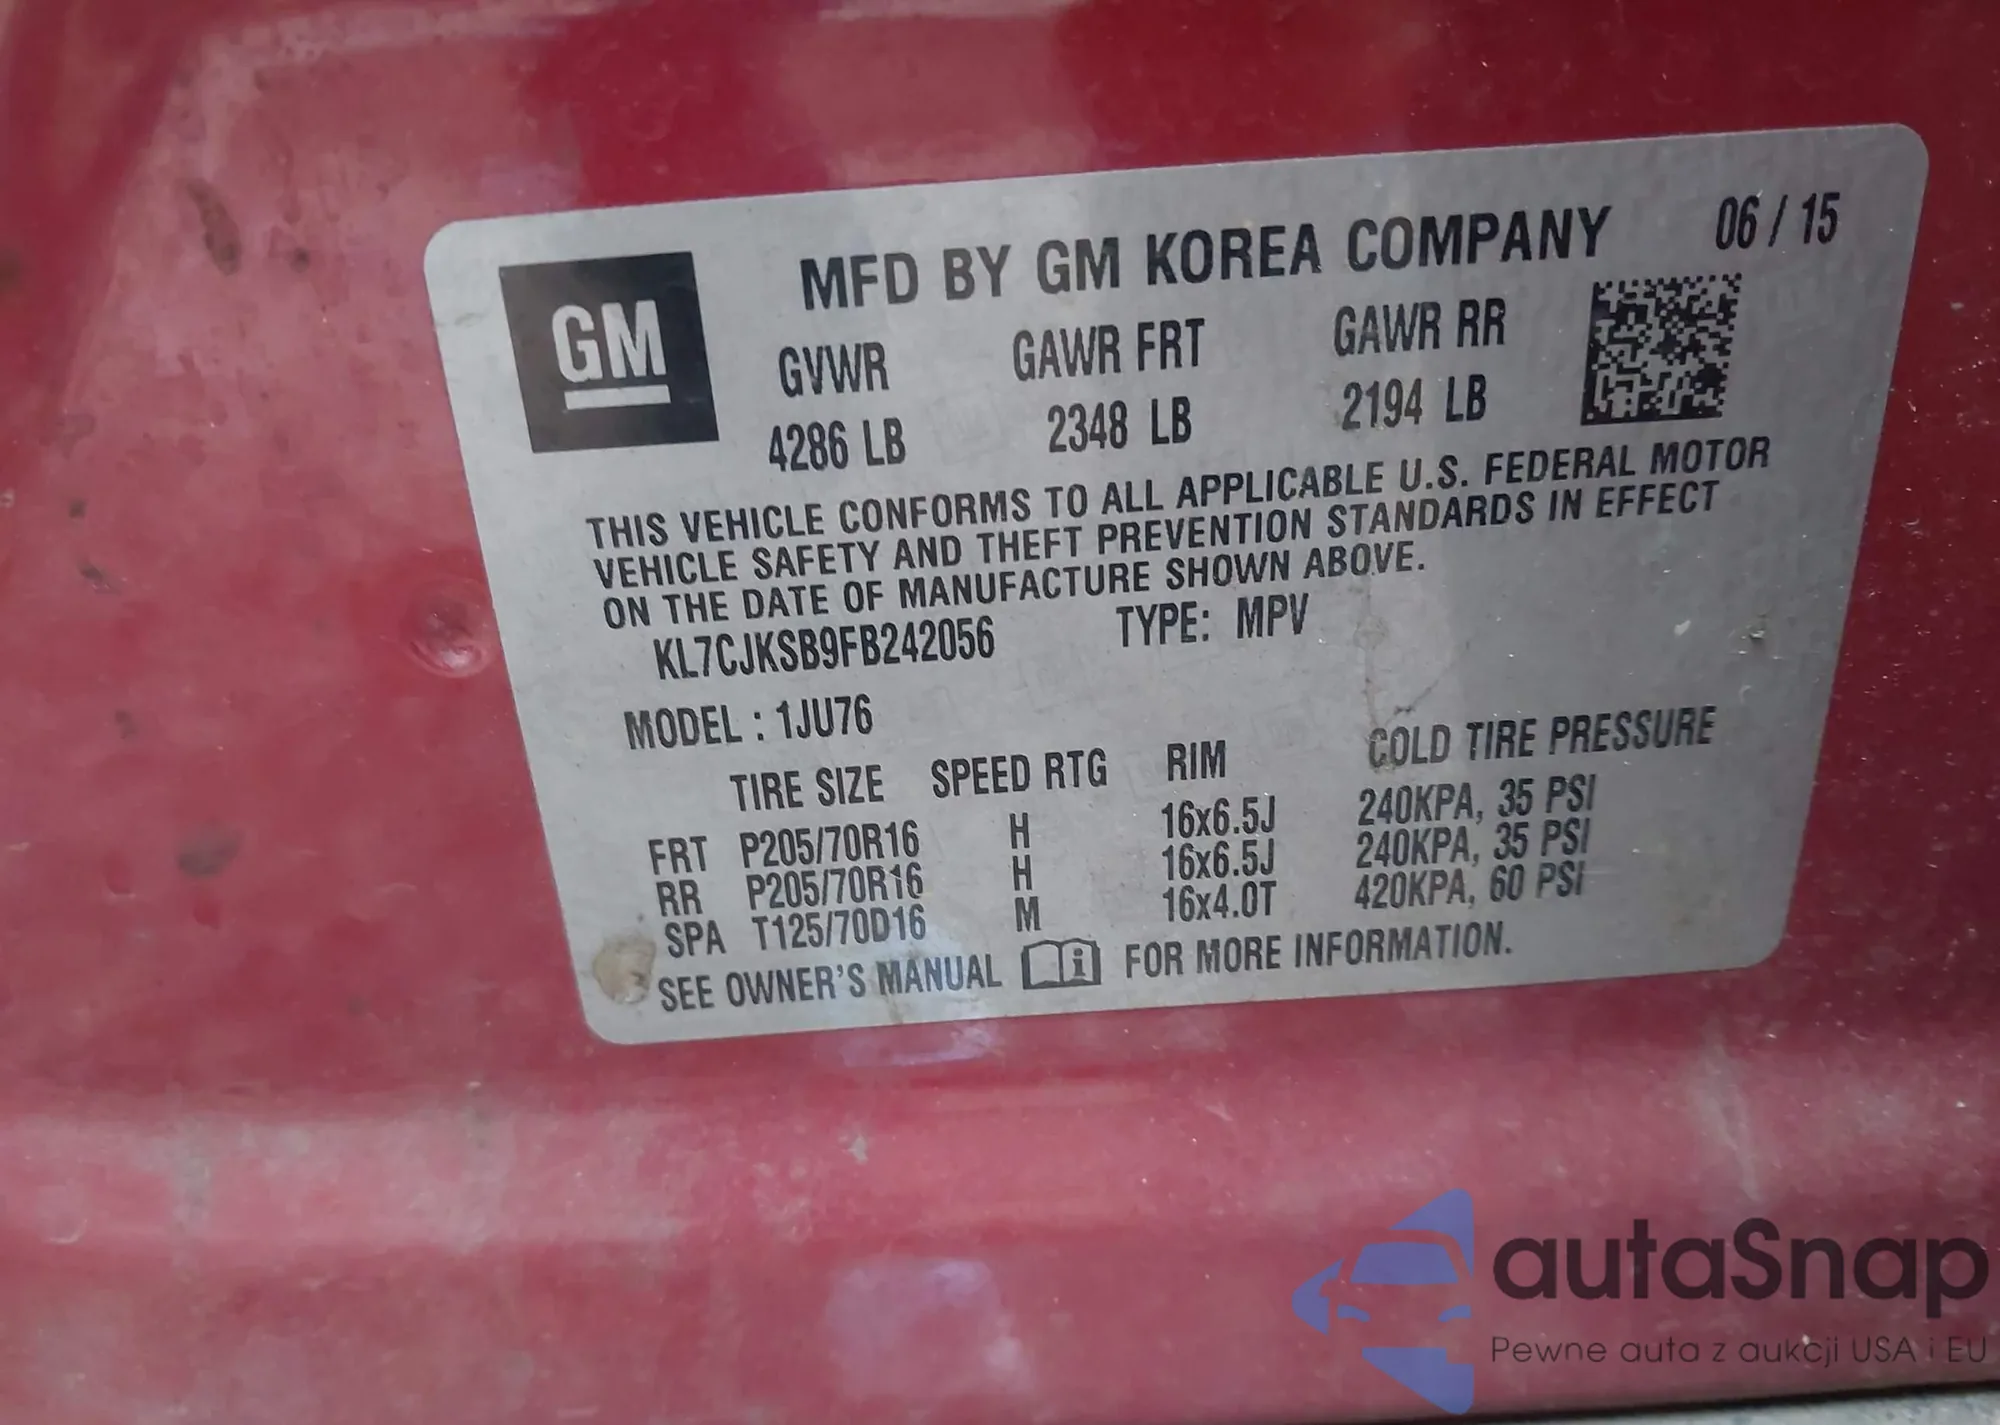 GM
MFD BY GM KOREA COMPANY 06 / 15
GVWR GAWR FRT GAWR RR
4286 LB 2348 LB 2194 LB
THIS VEHICLE CONFORMS TO ALL APPLICABLE U.S. FEDERAL MOTOR
VEHICLE SAFETY AND THEFT PREVENTION STANDARDS IN EFFECT
ON THE DATE OF MANUFACTURE SHOWN ABOVE.
KL7CJKSB9FB242056 TYPE: MPV
MODEL : 1JU76
TIRE SIZE SPEED RTG RIM COLD TIRE PRESSURE
FRT P205/70R16 H 16x6.5J 240KPA, 35 PSI
RR P205/70R16 H 16x6.5J 240KPA, 35 PSI
SPA T125/70D16 M 16x4.0T 420KPA, 60 PSI
SEE OWNER'S MANUAL i FOR MORE INFORMATION.
autaSnap
Pewne auta z aukcji USA i EU